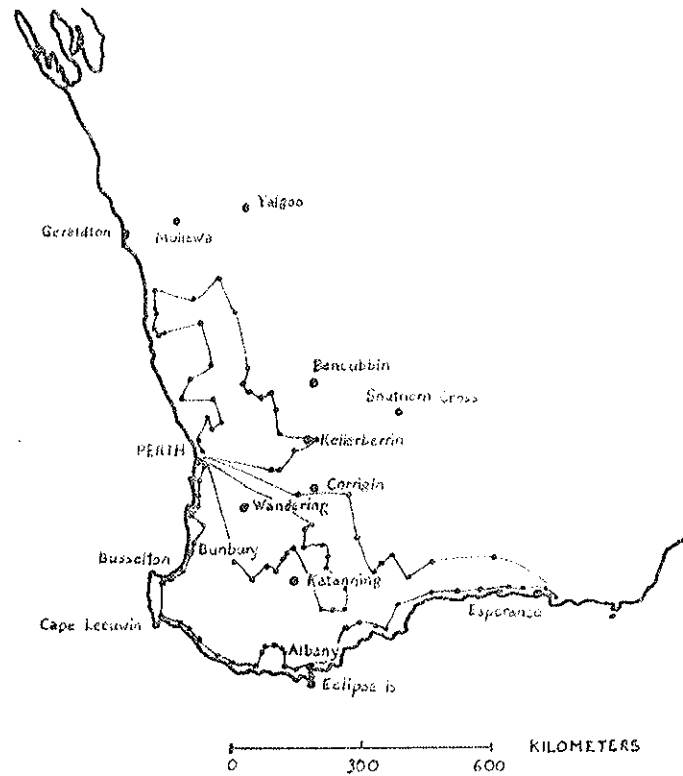 Yalgoo
Geraldton
Mullewa
Bencubbin
Southern Cross
PERTH
Kellerberrin
Corrigin
Wandering
Bunbury
Busselton
Katanning
Esperance
Cape Leeuwin
Albany
Eclipse is
KILOMETERS
0 300 600